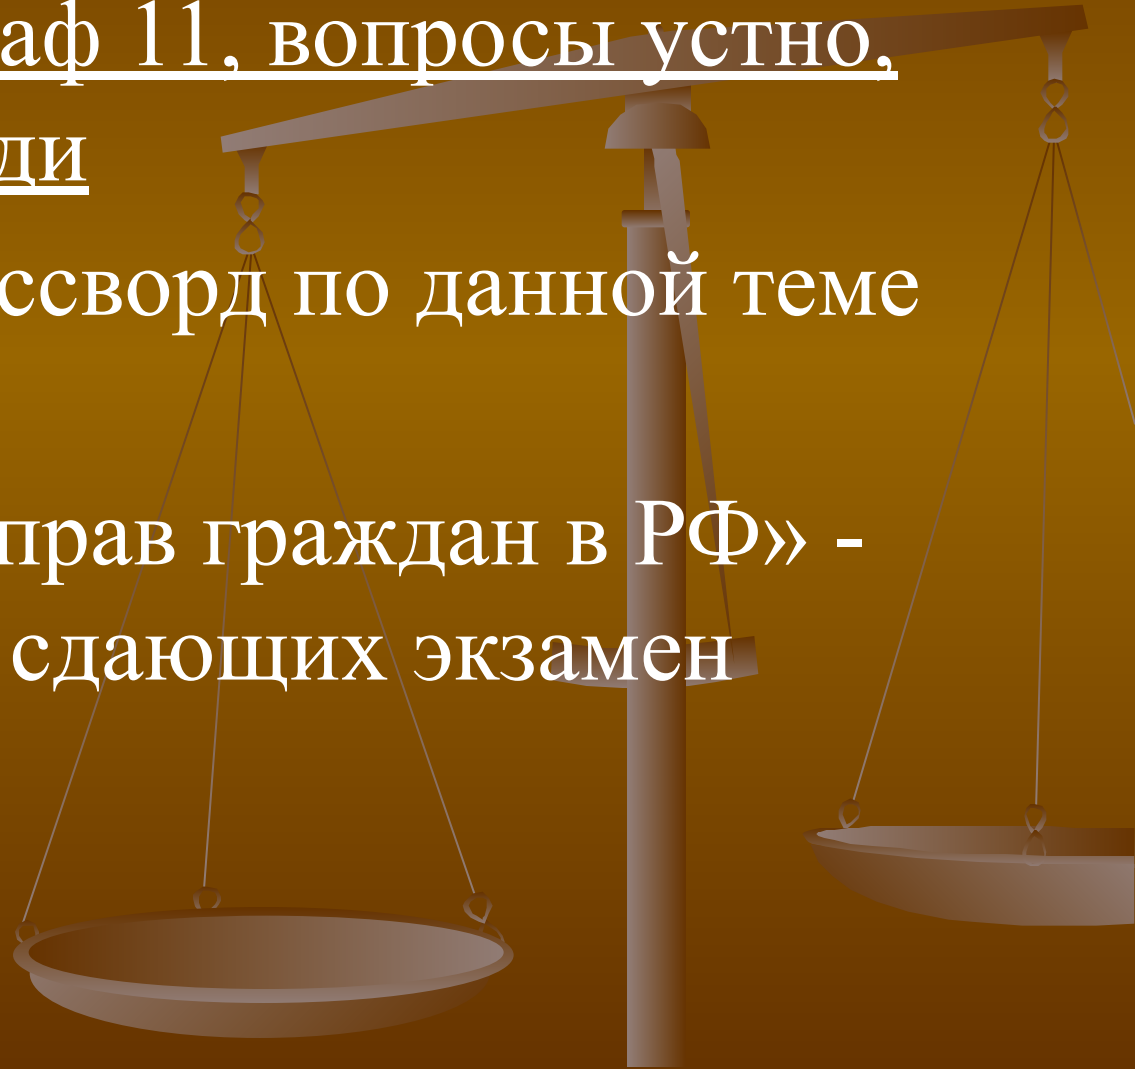 аф 11, вопросы устно,
ди
ссворд по данной теме
прав граждан в РФ» -
сдающих экзамен